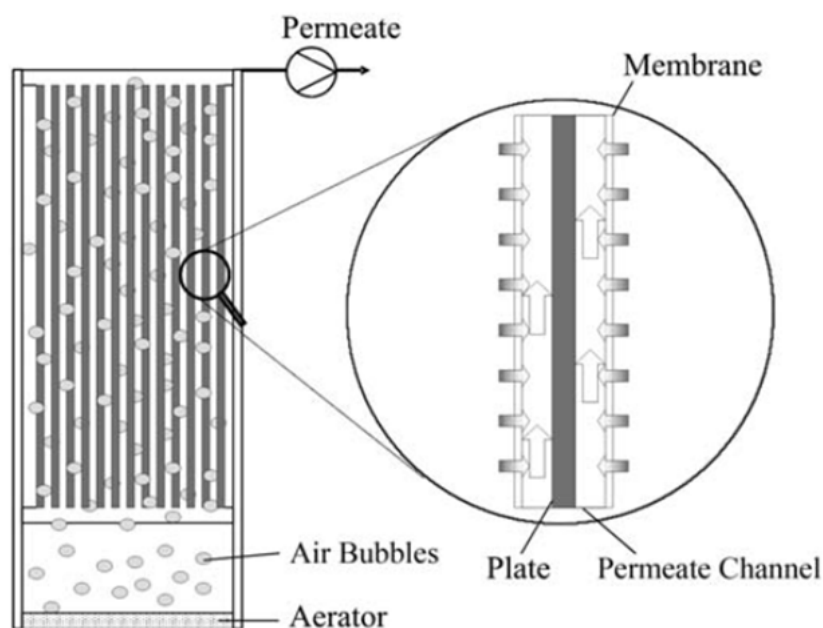 Permeate
Membrane
Air Bubbles
Plate
Permeate Channel
Aerator